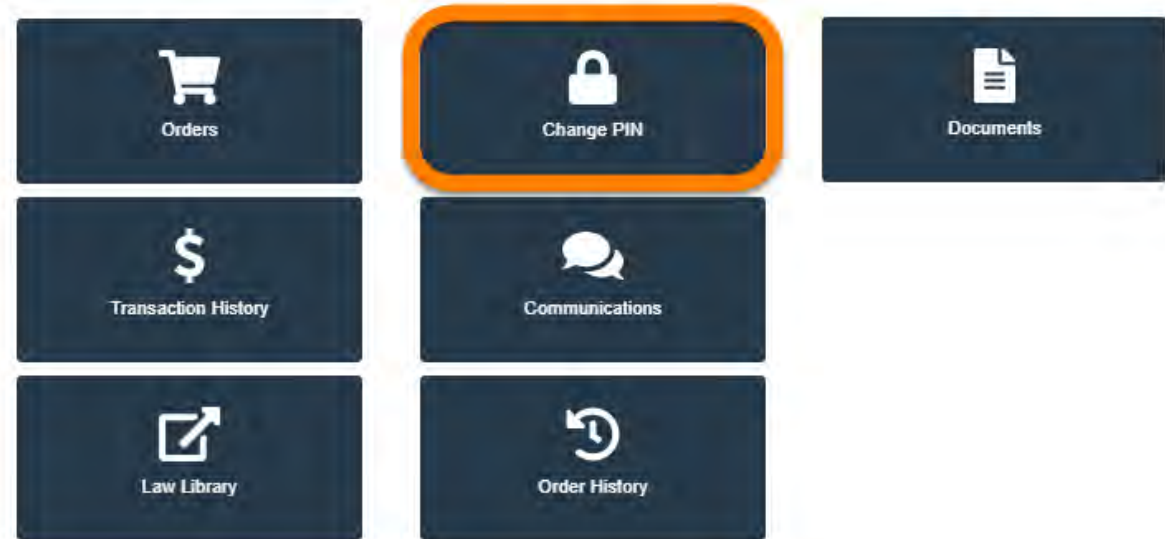 Orders
Change PIN
Documents
Transaction History
Communications
Law Library
Order History